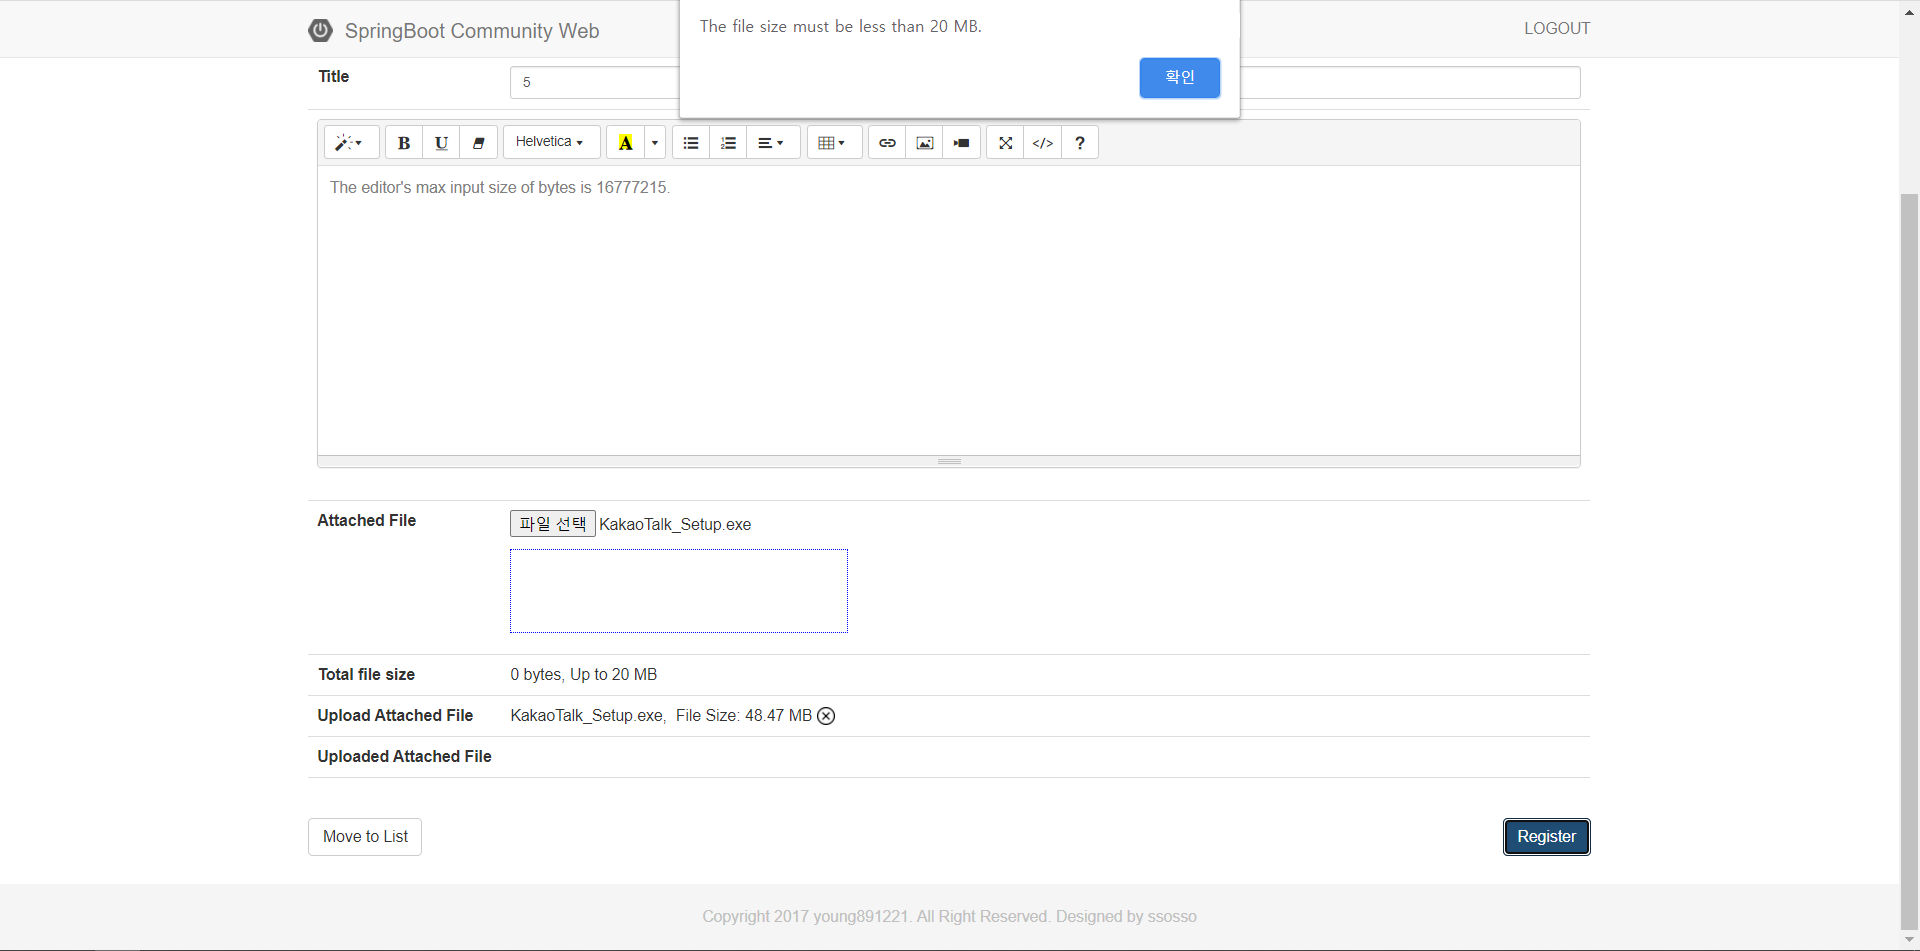 SpringBoot Community Web
The file size must be less than 20 MB.
확인
LOGOUT
Title
5
B U Helvetica A </> ?
The editor's max input size of bytes is 16777215.
Attached File
파일 선택 KakaoTalk_Setup.exe
Total file size
0 bytes, Up to 20 MB
Upload Attached File
KakaoTalk_Setup.exe, File Size: 48.47 MB
Uploaded Attached File
Move to List
Register
Copyright 2017 young891221. All Right Reserved. Designed by ssosso